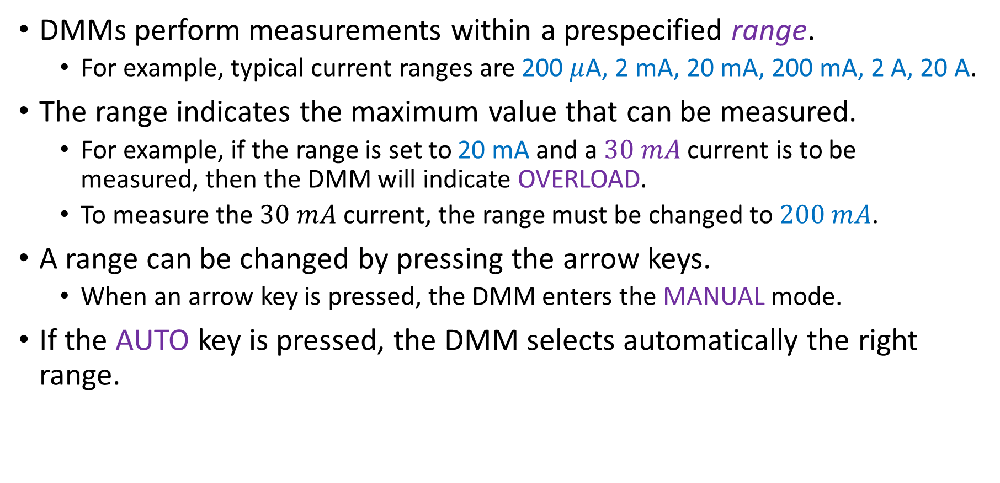 • DMMs perform measurements within a prespecified range.
• For example, typical current ranges are 200 μA, 2 mA, 20 mA, 200 mA, 2 A, 20 A.
• The range indicates the maximum value that can be measured.
• For example, if the range is set to 20 mA and a 30 mA current is to be
measured, then the DMM will indicate OVERLOAD.
• To measure the 30 mA current, the range must be changed to 200 mA.
• A range can be changed by pressing the arrow keys.
• When an arrow key is pressed, the DMM enters the MANUAL mode.
• If the AUTO key is pressed, the DMM selects automatically the right
range.